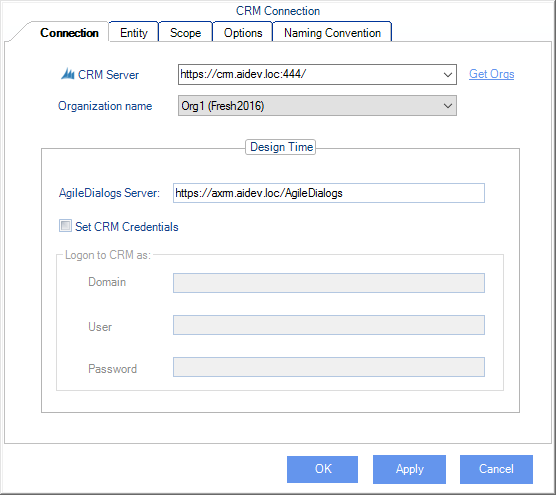 CRM Connection
Connection Entity Scope Options Naming Convention
CRM Server https://crm.aidev.loc:444/ Get Orgs
Organization name Org1 (Fresh2016)
Design Time
AgileDialogs Server: https://axrm.aidev.loc/AgileDialogs
Set CRM Credentials
Logon to CRM as:
Domain
User
Password
OK Apply Cancel